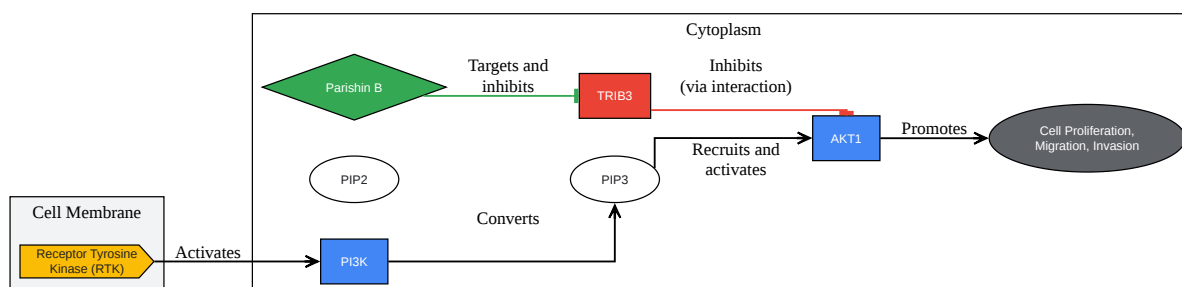 Cytoplasm
Parishin B
Targets and
inhibits
TRIB3
Inhibits
(via interaction)
AKT1
Promotes
Cell Proliferation,
Migration, Invasion
Recruits and
activates
PIP2
PIP3
Cell Membrane
Receptor Tyrosine
Kinase (RTK)
Activates
PI3K
Converts